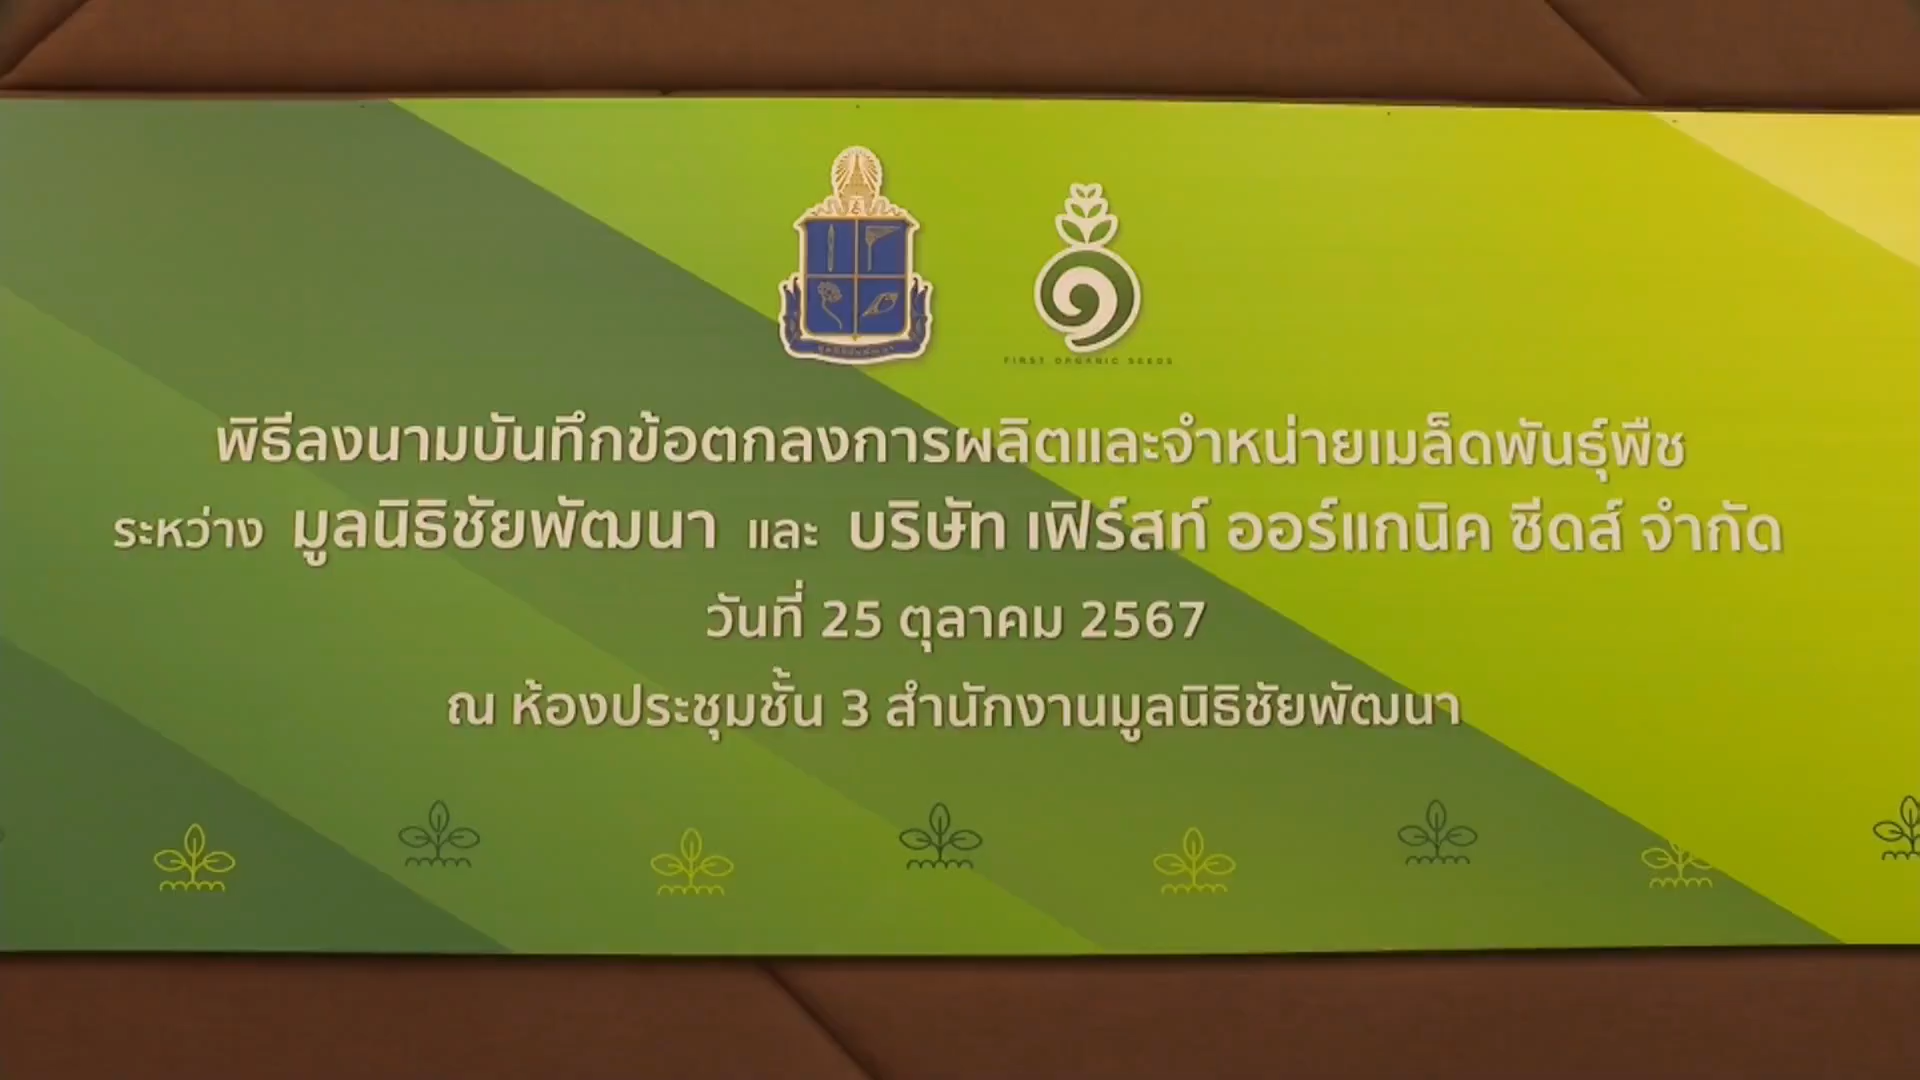 FIRST ORGANIC SEEDS
พิธีลงนามบันทึกข้อตกลงการผลิตและจำหน่ายเมล็ดพันธุ์พืช
ระหว่าง มูลนิธิชัยพัฒนา และ บริษัท เฟิร์สท์ ออร์แกนิค ซีดส์ จำกัด
วันที่ 25 ตุลาคม 2567
ณ ห้องประชุมชั้น 3 สำนักงานมูลนิธิชัยพัฒนา